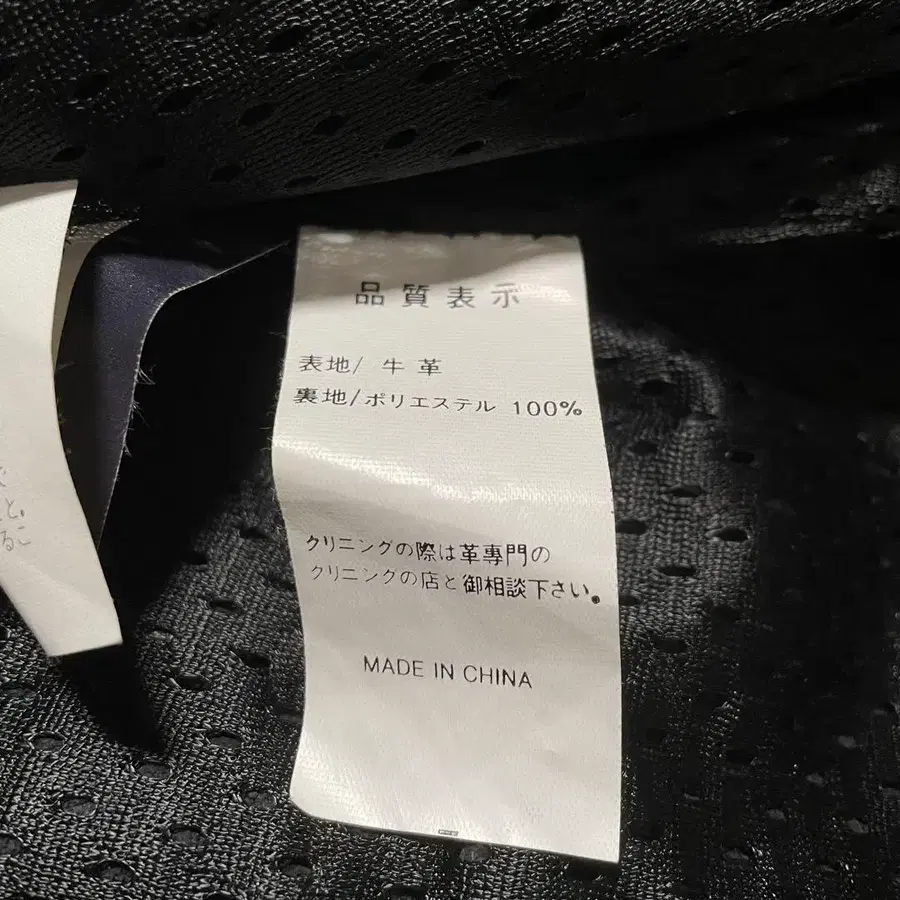 品質表示
表地/ 牛革
裏地/ポリエステル 100%
クリニングの際は革專門の
クリニングの店と御相談下さい。
MADE IN CHINA